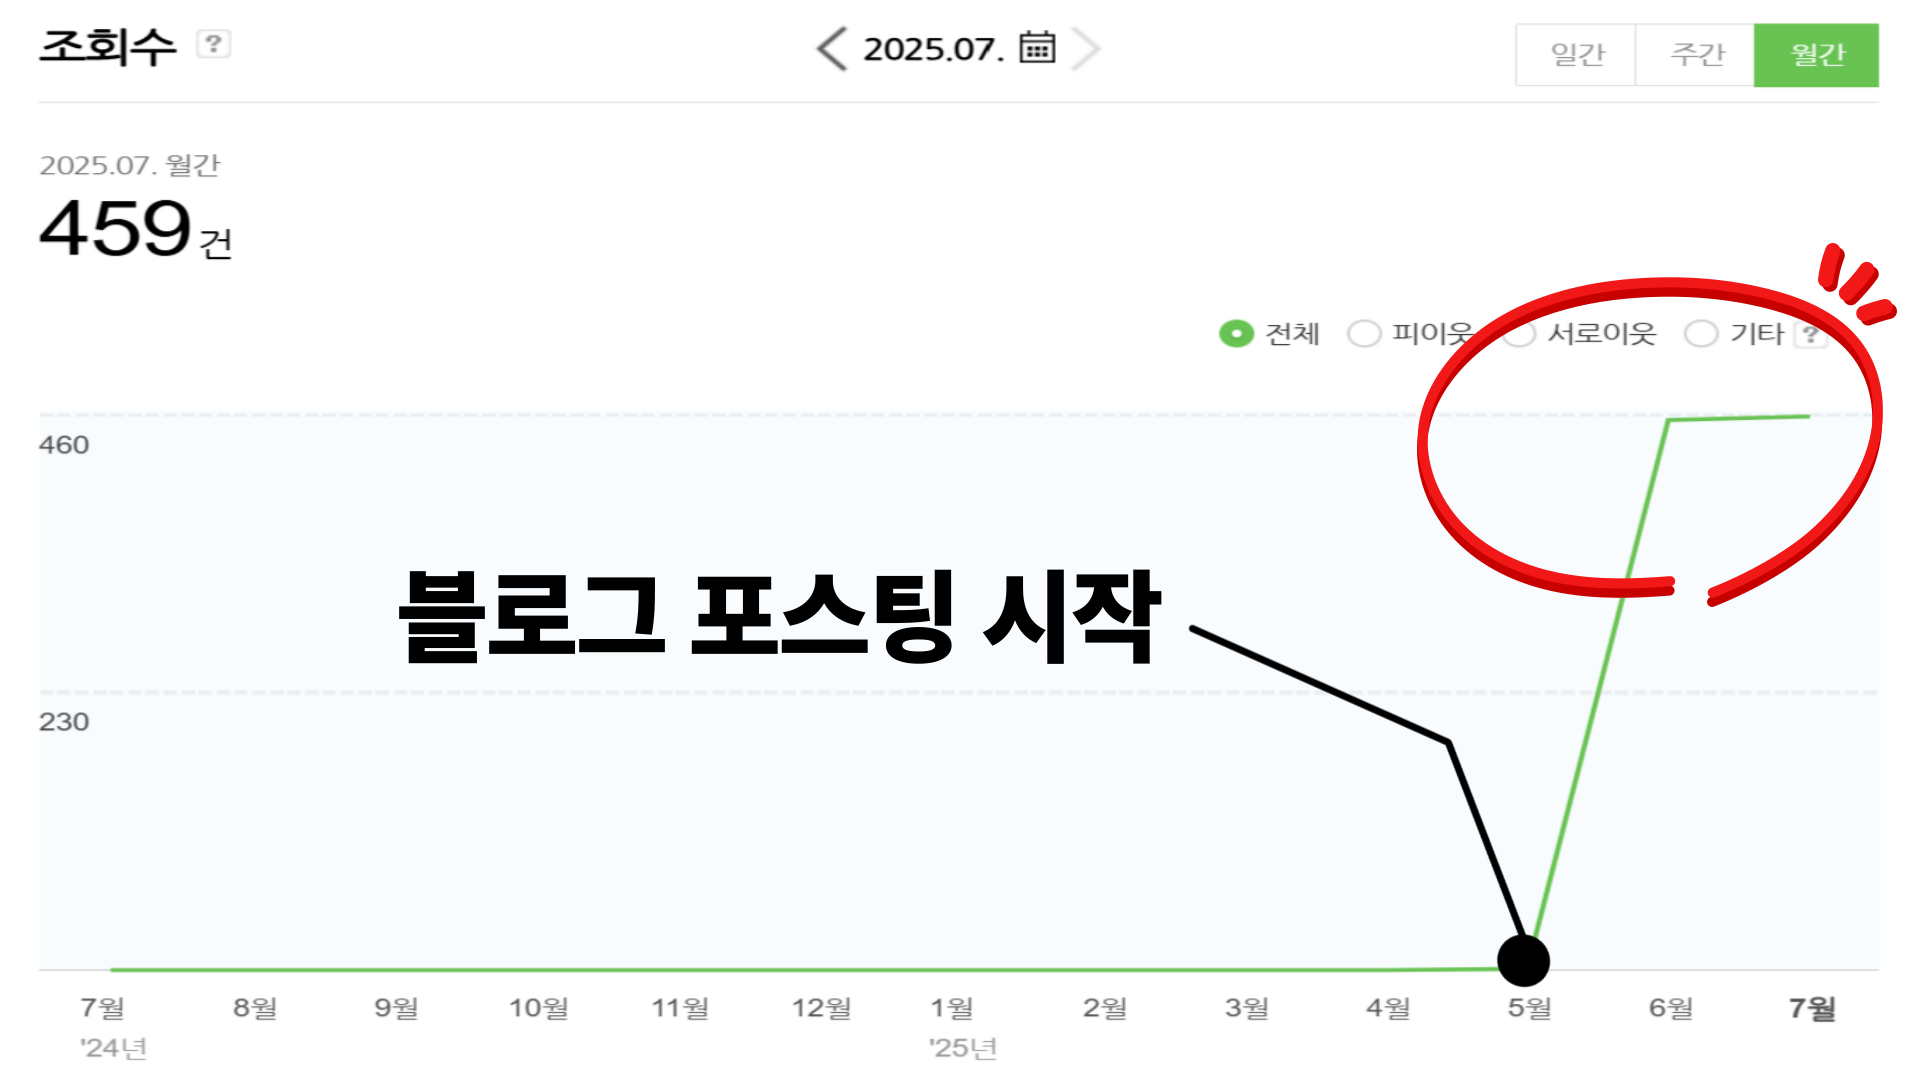 조회수 ?
2025.07.
일간 주간 월간
2025.07. 월간
459건
전체 피이웃 서로이웃 기타 ?
460
블로그 포스팅 시작
230
7월 8월 9월 10월 11월 12월 1월 2월 3월 4월 5월 6월 7월
'24년 '25년